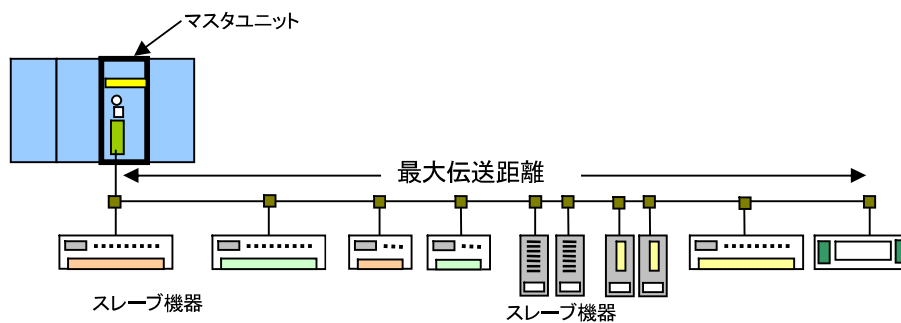 マスタユニット
最大伝送距離
スレーブ機器
スレーブ機器